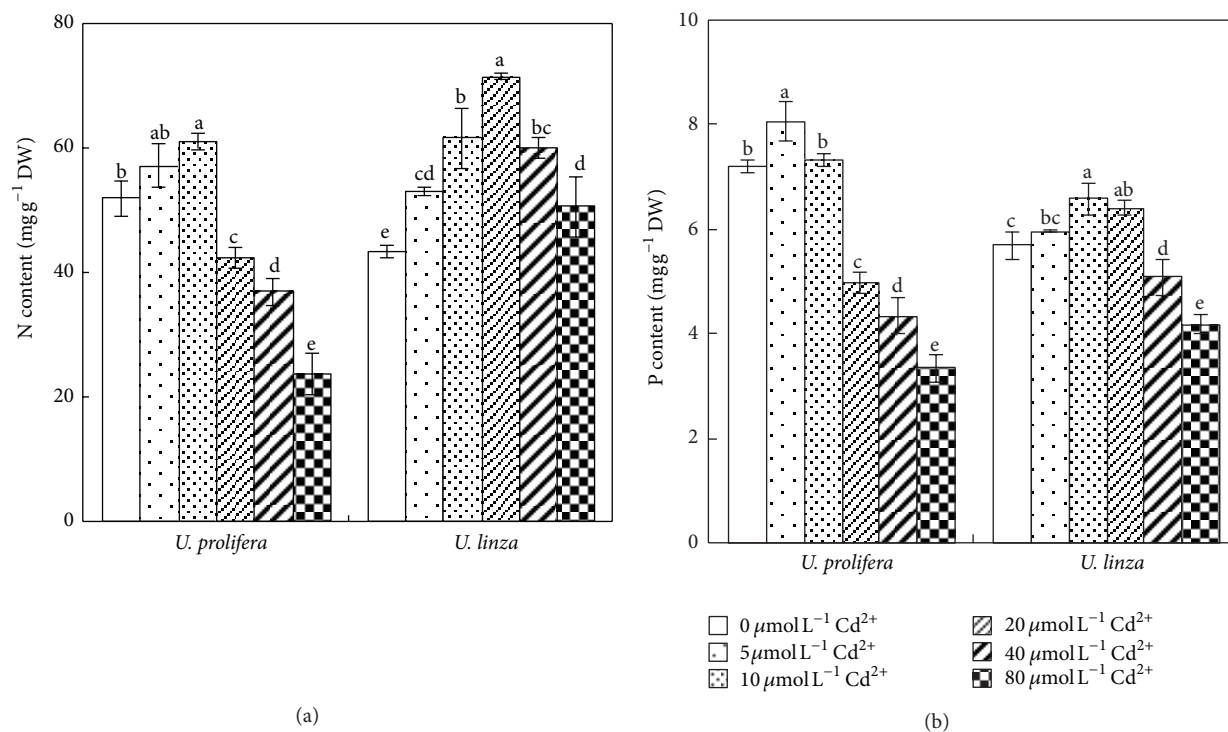 N content (mg g⁻¹ DW)
80
60
40
20
0
b
ab
a
c
d
e
e
cd
b
a
bc
d
U. prolifera
U. linza
(a)
P content (mgg⁻¹ DW)
10
8
6
4
2
0
b
a
b
c
d
e
c
bc
a
ab
d
e
U. prolifera
U. linza
0 μmol L⁻¹ Cd²⁺
5 μmol L⁻¹ Cd²⁺
10 μmol L⁻¹ Cd²⁺
20 μmol L⁻¹ Cd²⁺
40 μmol L⁻¹ Cd²⁺
80 μmol L⁻¹ Cd²⁺
(b)